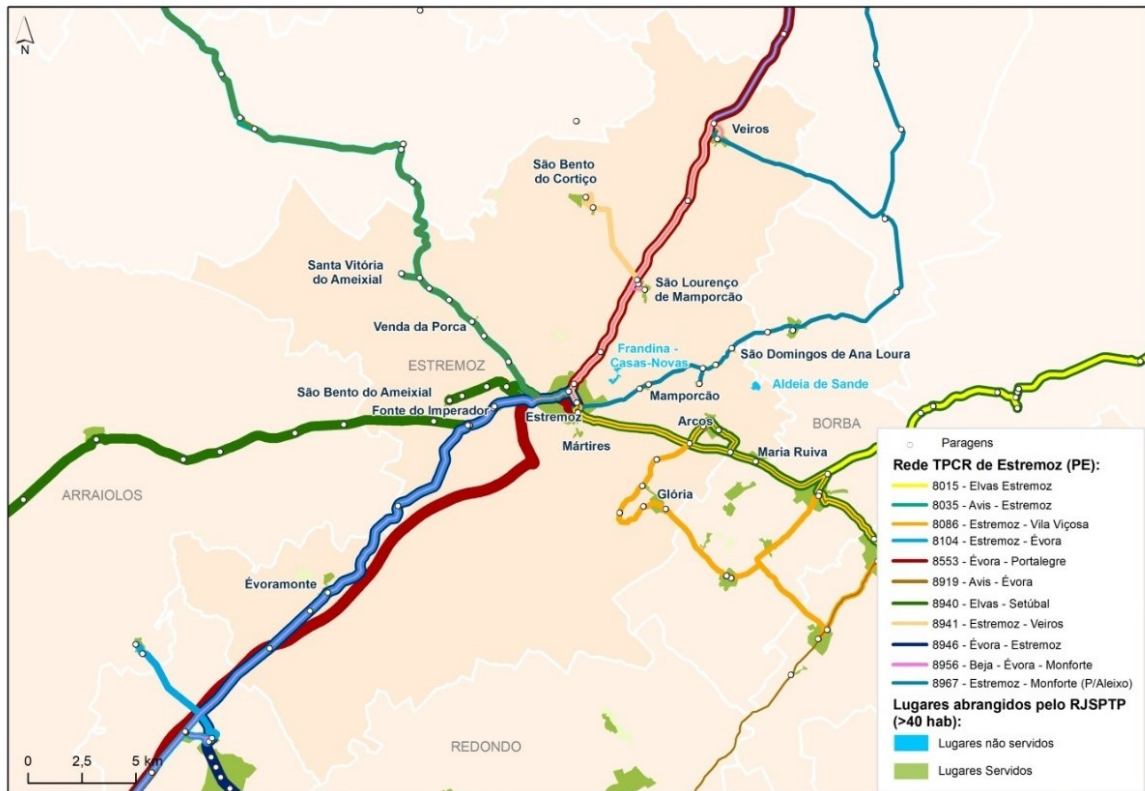 N
Veiros
São Bento
do Cortiço
Santa Vitória
do Ameixial
São Lourenço
de Mamporcão
Venda da Porca
Frandina -
Casas-Novas
São Domingos de Ana Loura
ESTREMOZ
Aldeia de Sande
São Bento do Ameixial
Mamporcão
Fonte do Imperador
Estremoz
Arcos
BORBA
Mártires
Maria Ruiva
ARRAIOLOS
Glória
Évoramonte
REDONDO
0 2,5 5 km
Paragens
Rede TPCR de Estremoz (PE):
8015 - Elvas Estremoz
8035 - Avis - Estremoz
8086 - Estremoz - Vila Viçosa
8104 - Estremoz - Évora
8553 - Évora - Portalegre
8919 - Avis - Évora
8940 - Elvas - Setúbal
8941 - Estremoz - Veiros
8946 - Évora - Estremoz
8956 - Beja - Évora - Monforte
8967 - Estremoz - Monforte (P/Aleixo)
Lugares abrangidos pelo RJSPTP
(>40 hab):
Lugares não servidos
Lugares Servidos